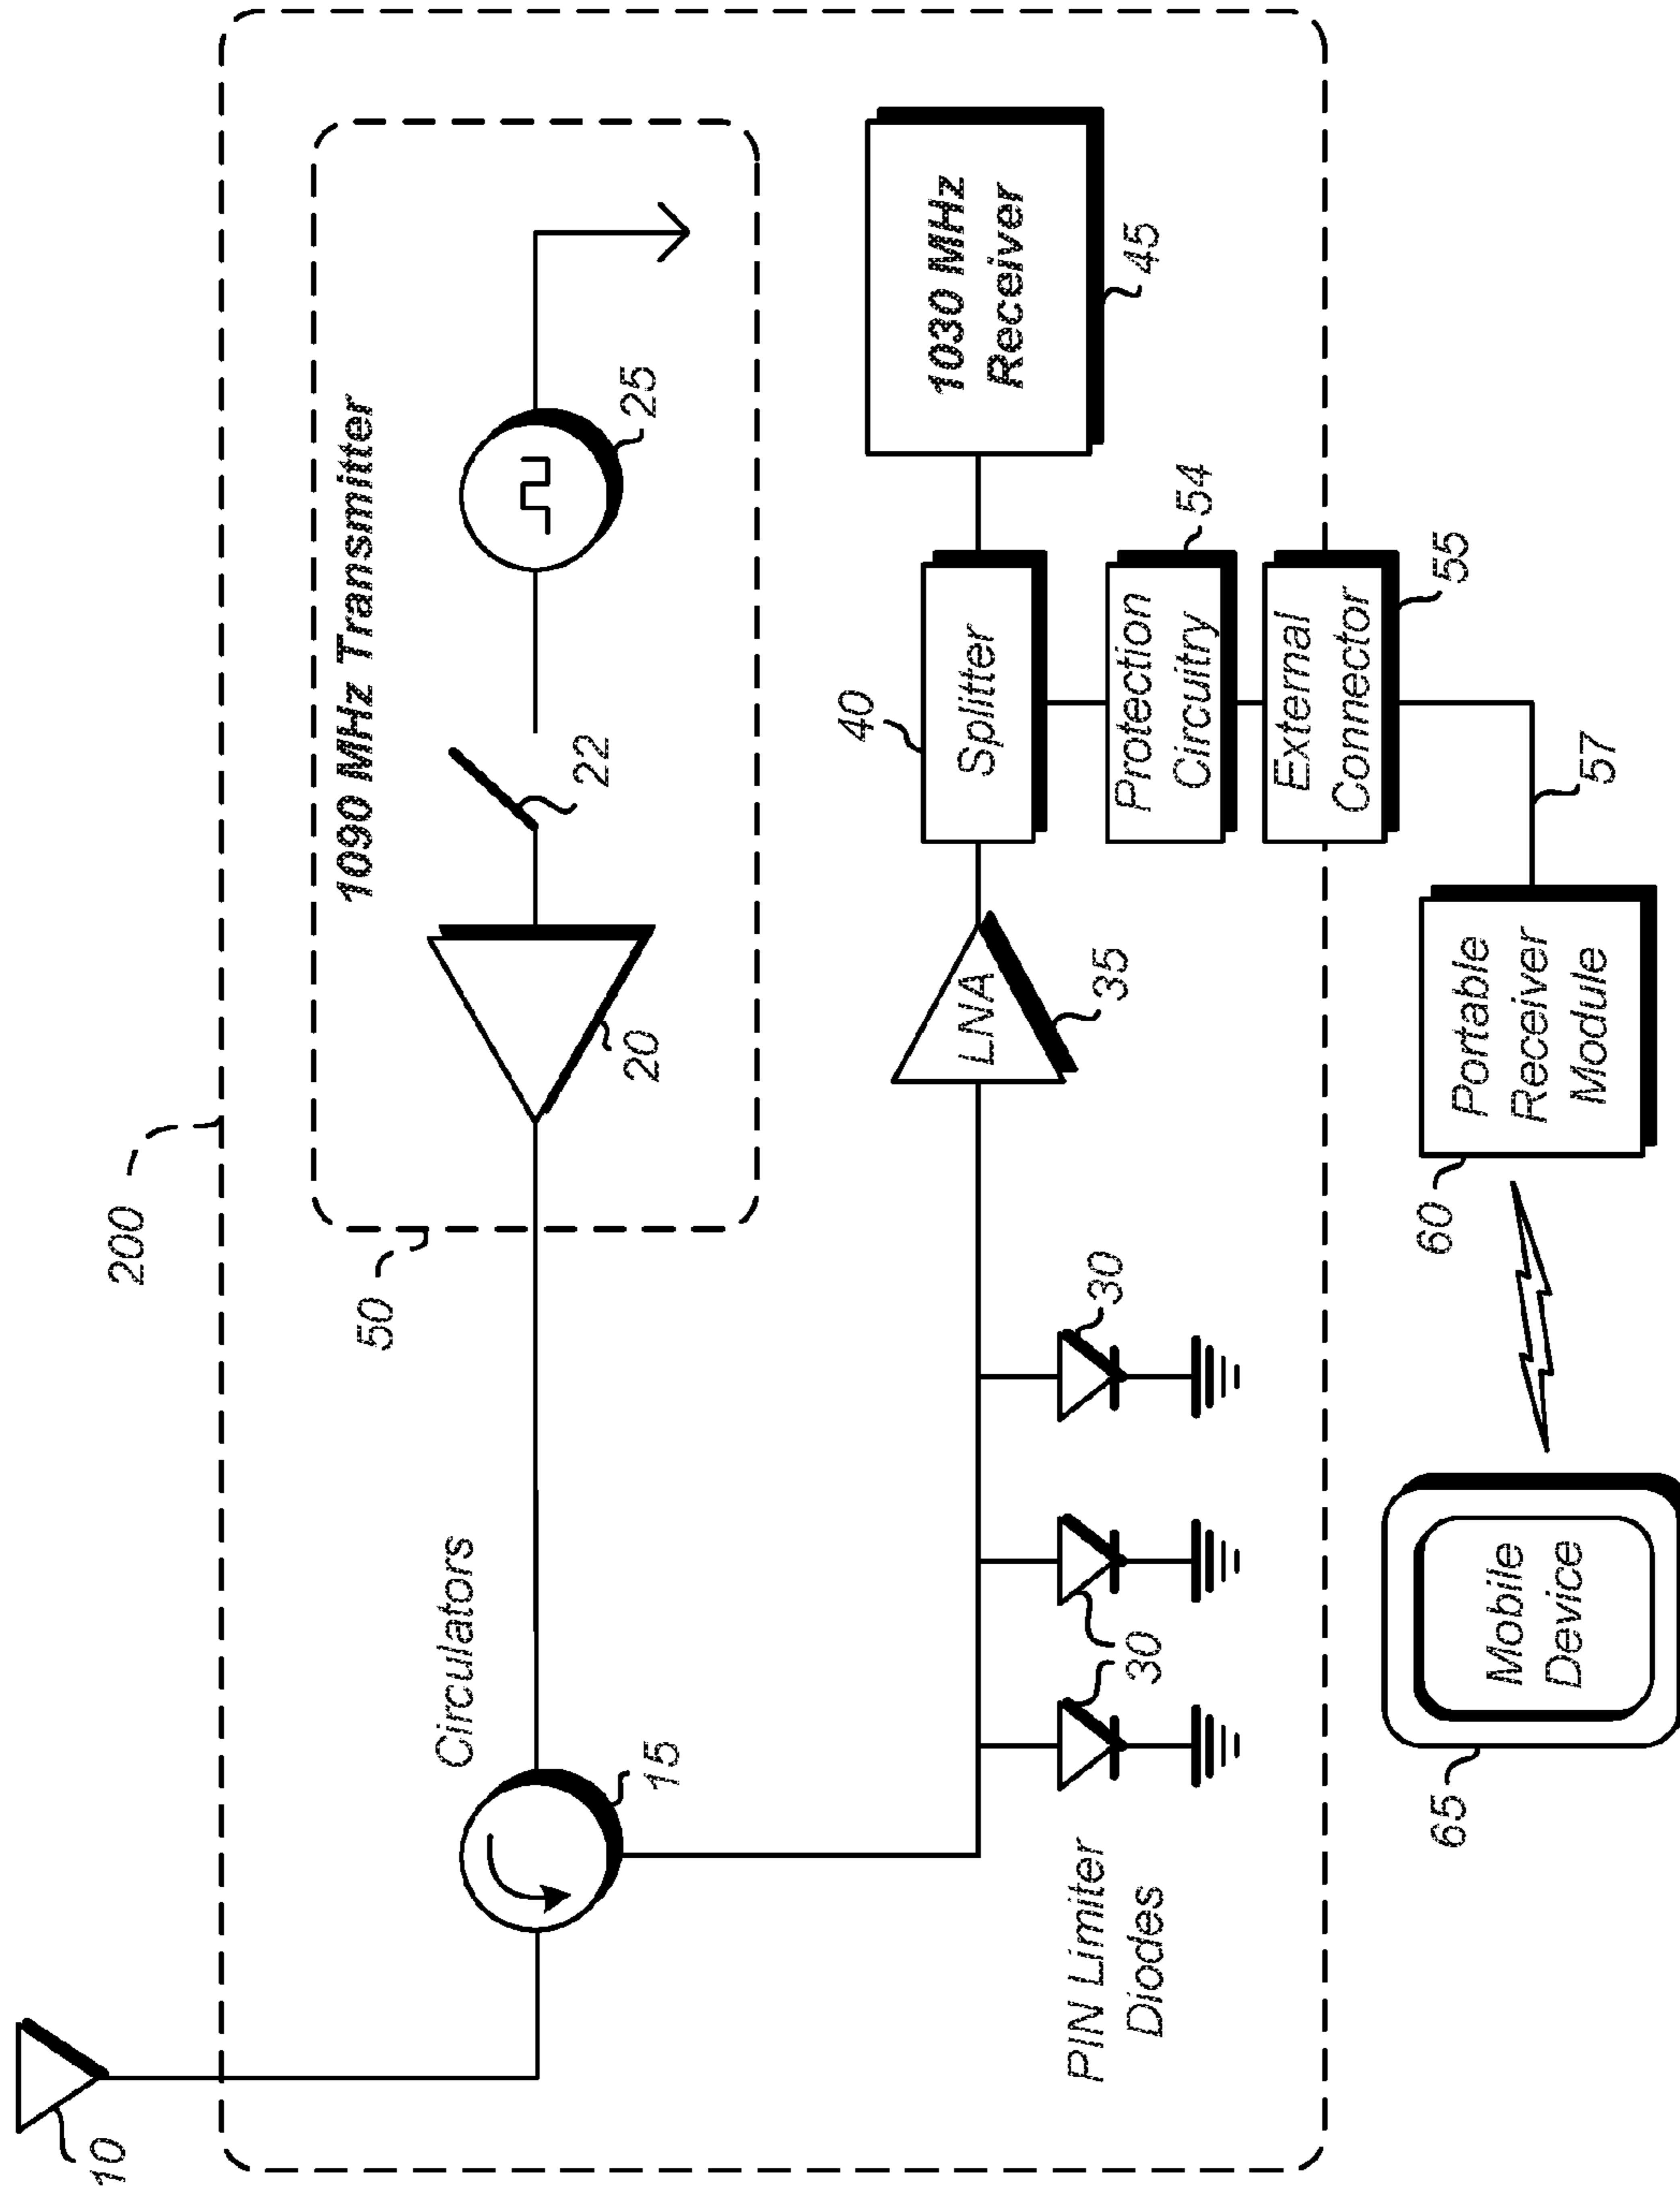 200
10
50
1090 MHz Transmitter
Circulators
15
20
22
25
40
LNA
35
Splitter
1030 MHz
Receiver
45
PIN Limiter
Diodes
30
30
Protection
Circuitry
54
External
Connector
55
57
65
Mobile
Device
60
Portable
Receiver
Module